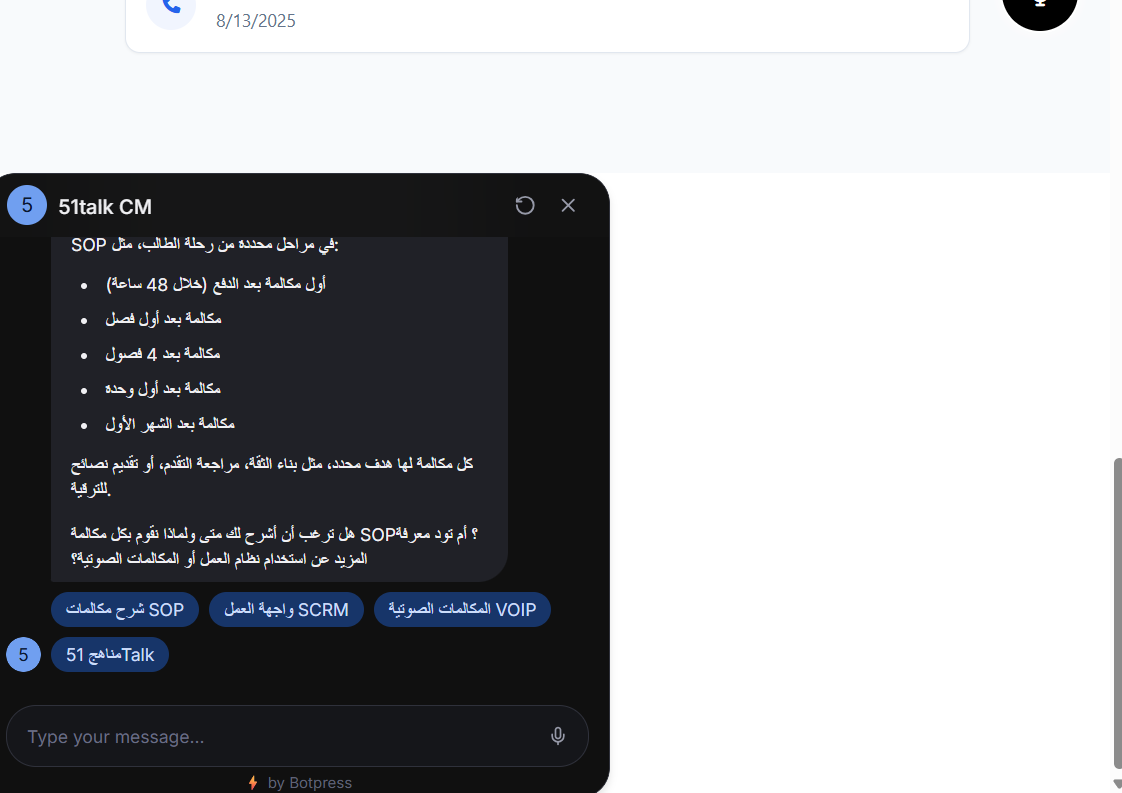 8/13/2025
5
51talk CM
في مراحل محددة من رحلة الطالب، مثل SOP:
أول مكالمة بعد الدفع (خلال 48 ساعة)
مكالمة بعد أول فصل
مكالمة بعد 4 فصول
مكالمة بعد أول وحدة
مكالمة بعد الشهر الأول
كل مكالمة لها هدف محدد، مثل بناء الثقة، مراجعة التقدم، أو تقديم نصائح
للترقية.
هل ترغب أن أشرح لك متى ولماذا نقوم بكل مكالمة SOP؟ أم تود معرفة
المزيد عن استخدام نظام العمل أو المكالمات الصوتية؟
شرح مكالمات SOP
واجهة العمل SCRM
المكالمات الصوتية VOIP
5
مناهج 51Talk
Type your message...
by Botpress